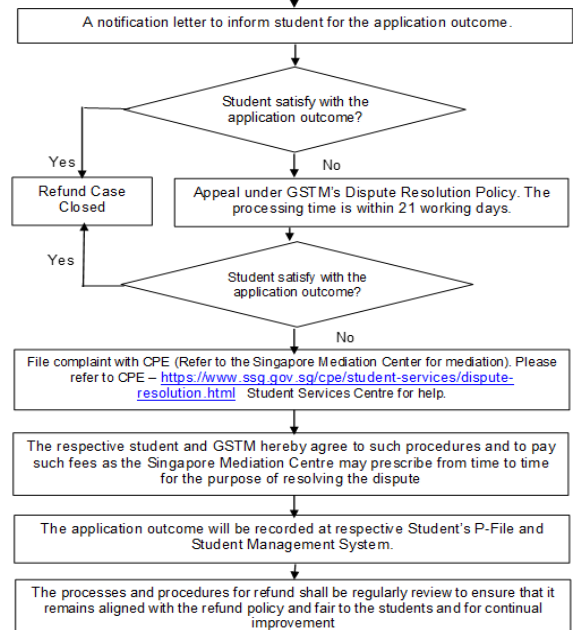 A notification letter to inform student for the application outcome.
Student satisfy with the
application outcome?
Yes
No
Refund Case
Closed
Appeal under GSTM's Dispute Resolution Policy. The
processing time is within 21 working days.
Yes
Student satisfy with the
application outcome?
No
File complaint with CPE (Refer to the Singapore Mediation Center for mediation). Please
refer to CPE – https://www.ssg.gov.sg/cpe/student-services/dispute-
resolution.html Student Services Centre for help.
The respective student and GSTM hereby agree to such procedures and to pay
such fees as the Singapore Mediation Centre may prescribe from time to time
for the purpose of resolving the dispute
The application outcome will be recorded at respective Student's P-File and
Student Management System.
The processes and procedures for refund shall be regularly review to ensure that it
remains aligned with the refund policy and fair to the students and for continual
improvement